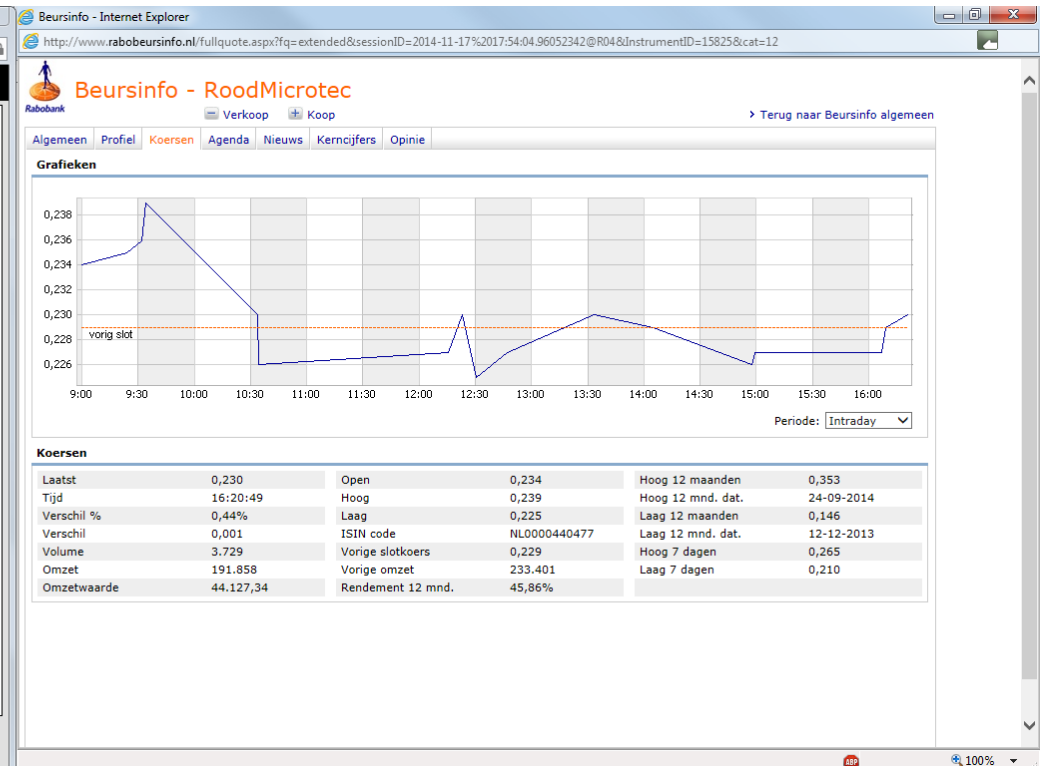 Beursinfo - Internet Explorer
http://www.rabobeursinfo.nl/fullquote.aspx?fq=extended&sessionID=2014-11-17%2017:54:04.96052342@R04&InstrumentID=15825&cat=12
Rabobank
Beursinfo - RoodMicrotec
Verkoop Koop
> Terug naar Beursinfo algemeen
Algemeen Profiel Koersen Agenda Nieuws Kerncijfers Opinie
Grafieken
0,238
0,236
0,234
0,232
0,230
vorig slot
0,228
0,226
9:00 9:30 10:00 10:30 11:00 11:30 12:00 12:30 13:00 13:30 14:00 14:30 15:00 15:30 16:00
Periode: Intraday
Koersen
Laatst 0,230 Open 0,234 Hoog 12 maanden 0,353
Tijd 16:20:49 Hoog 0,239 Hoog 12 mnd. dat. 24-09-2014
Verschil % 0,44% Laag 0,225 Laag 12 maanden 0,146
Verschil 0,001 ISIN code NL0000440477 Laag 12 mnd. dat. 12-12-2013
Volume 3.729 Vorige slotkoers 0,229 Hoog 7 dagen 0,265
Omzet 191.858 Vorige omzet 233.401 Laag 7 dagen 0,210
Omzetwaarde 44.127,34 Rendement 12 mnd. 45,86%
ABP
100%